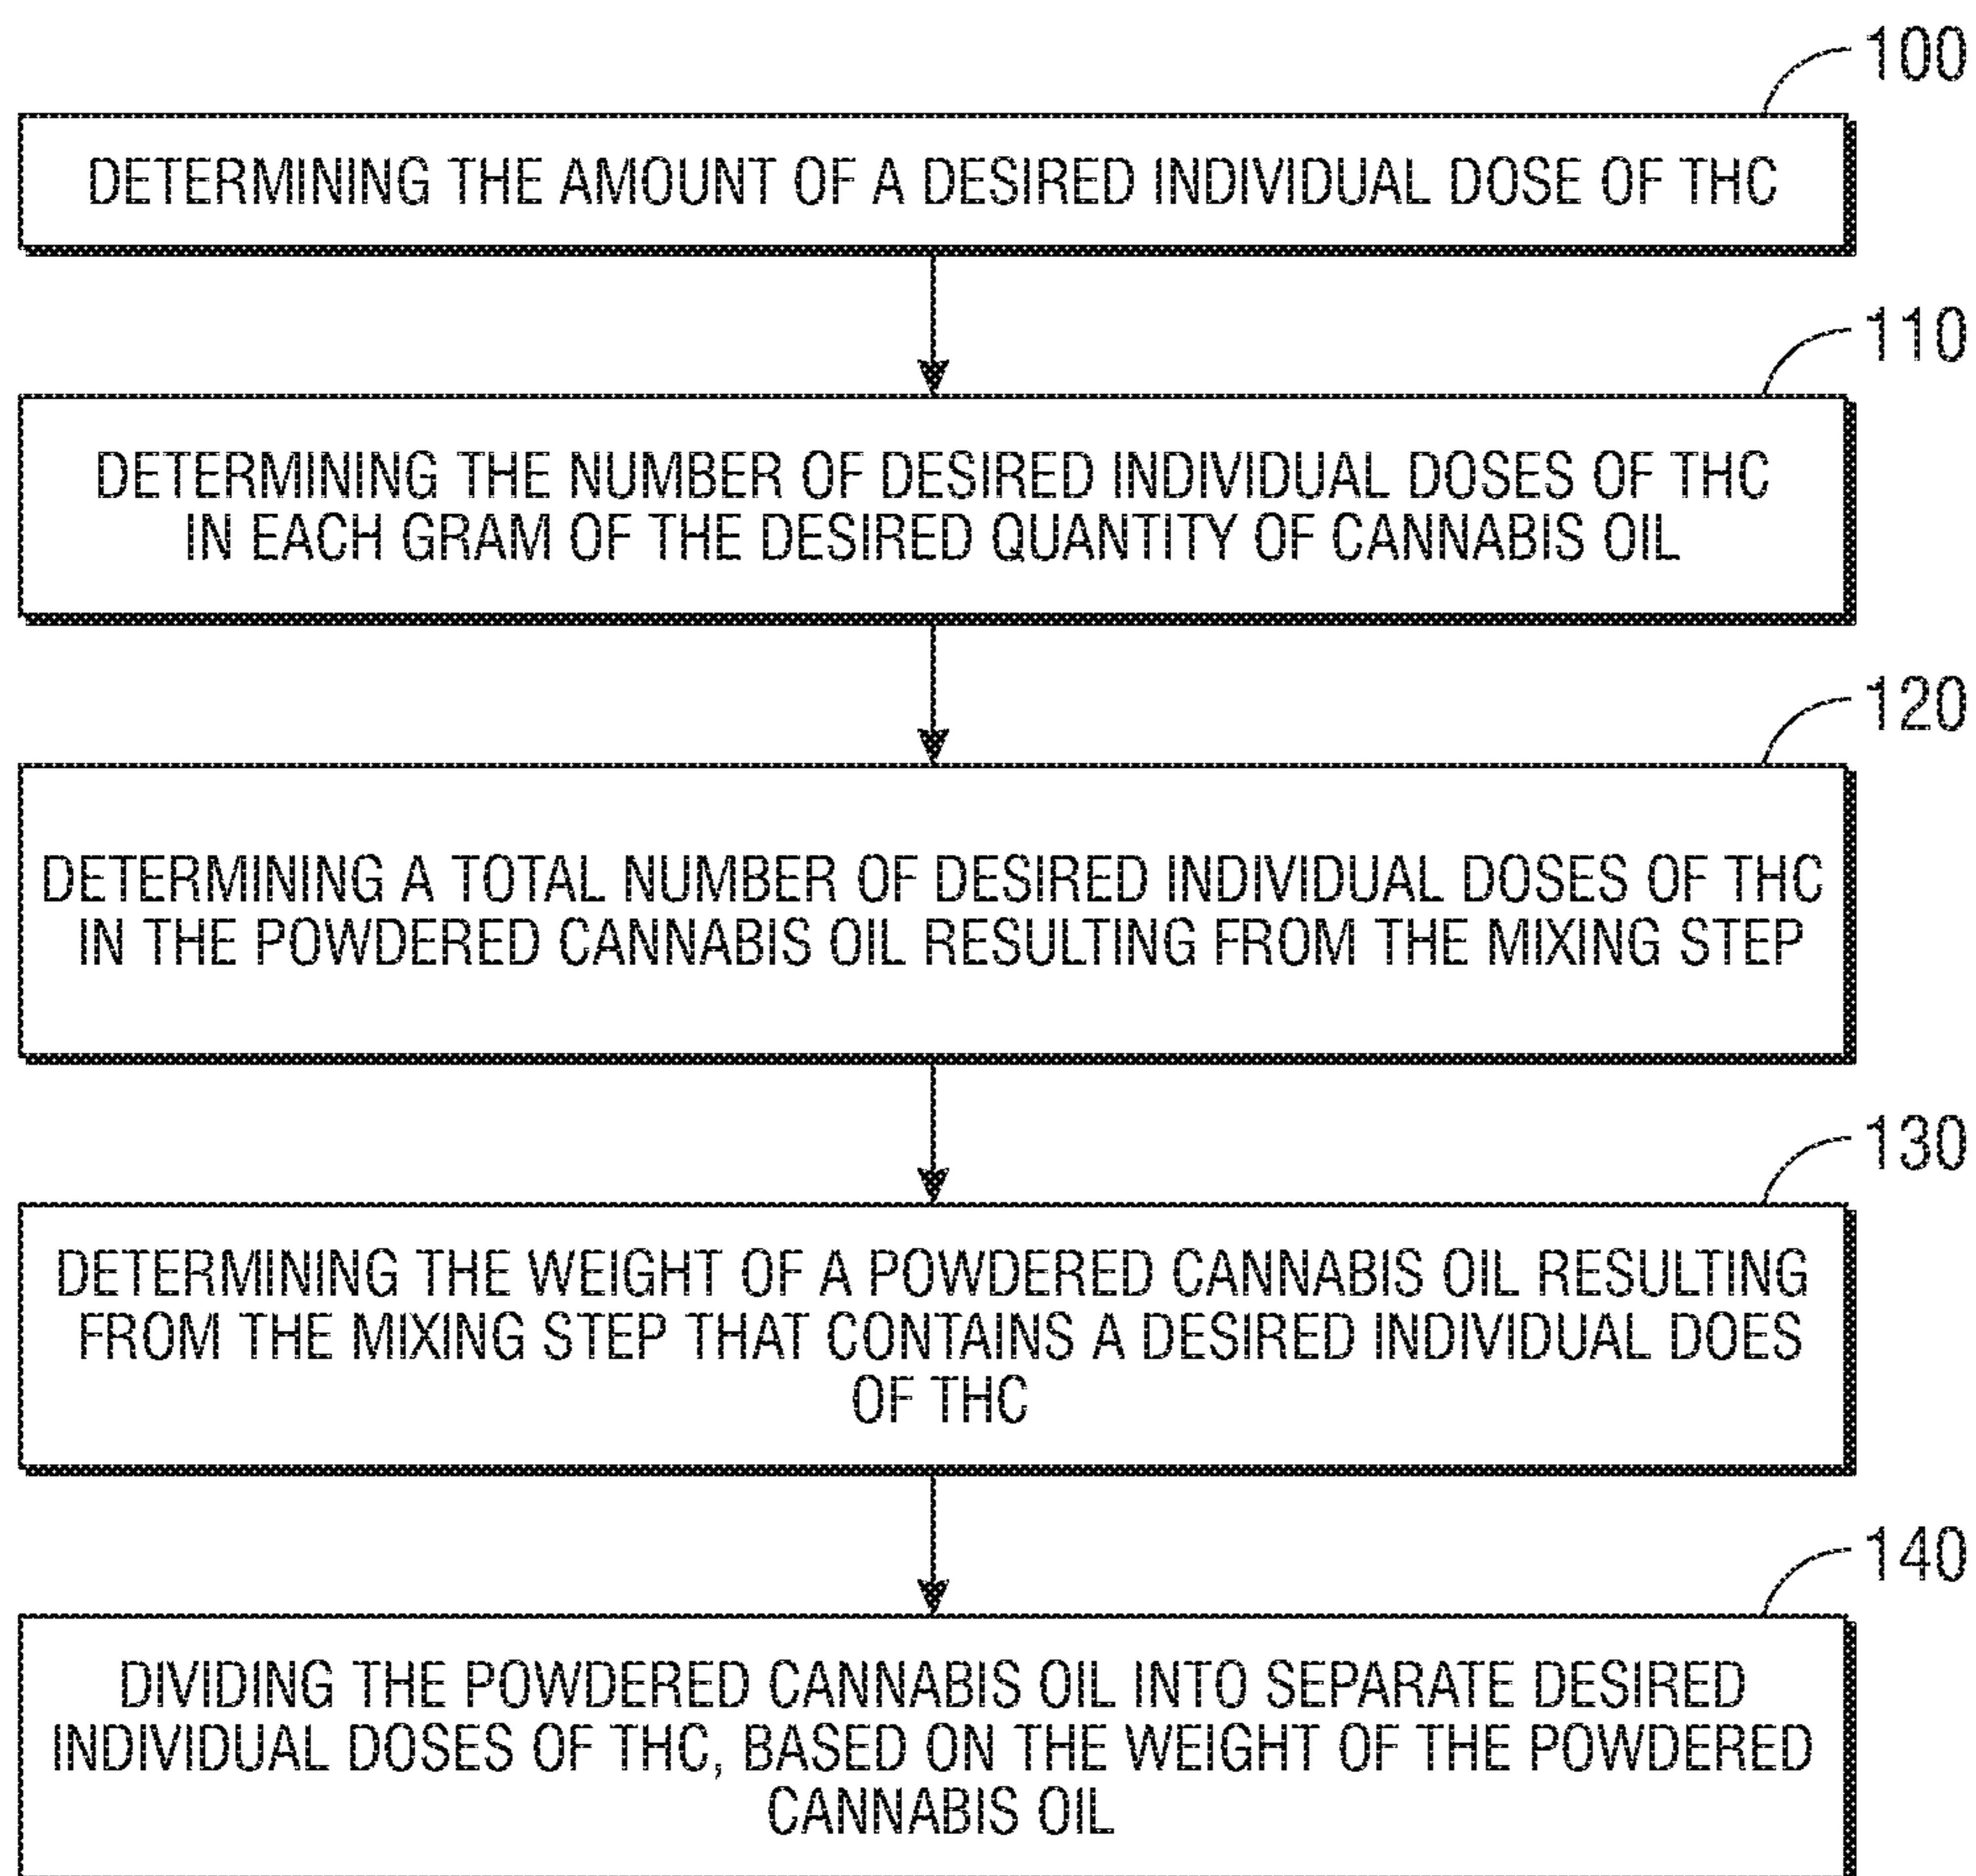 100
DETERMINING THE AMOUNT OF A DESIRED INDIVIDUAL DOSE OF THC
110
DETERMINING THE NUMBER OF DESIRED INDIVIDUAL DOSES OF THC
IN EACH GRAM OF THE DESIRED QUANTITY OF CANNABIS OIL
120
DETERMINING A TOTAL NUMBER OF DESIRED INDIVIDUAL DOSES OF THC
IN THE POWDERED CANNABIS OIL RESULTING FROM THE MIXING STEP
130
DETERMINING THE WEIGHT OF A POWDERED CANNABIS OIL RESULTING
FROM THE MIXING STEP THAT CONTAINS A DESIRED INDIVIDUAL DOES
OF THC
140
DIVIDING THE POWDERED CANNABIS OIL INTO SEPARATE DESIRED
INDIVIDUAL DOSES OF THC, BASED ON THE WEIGHT OF THE POWDERED
CANNABIS OIL